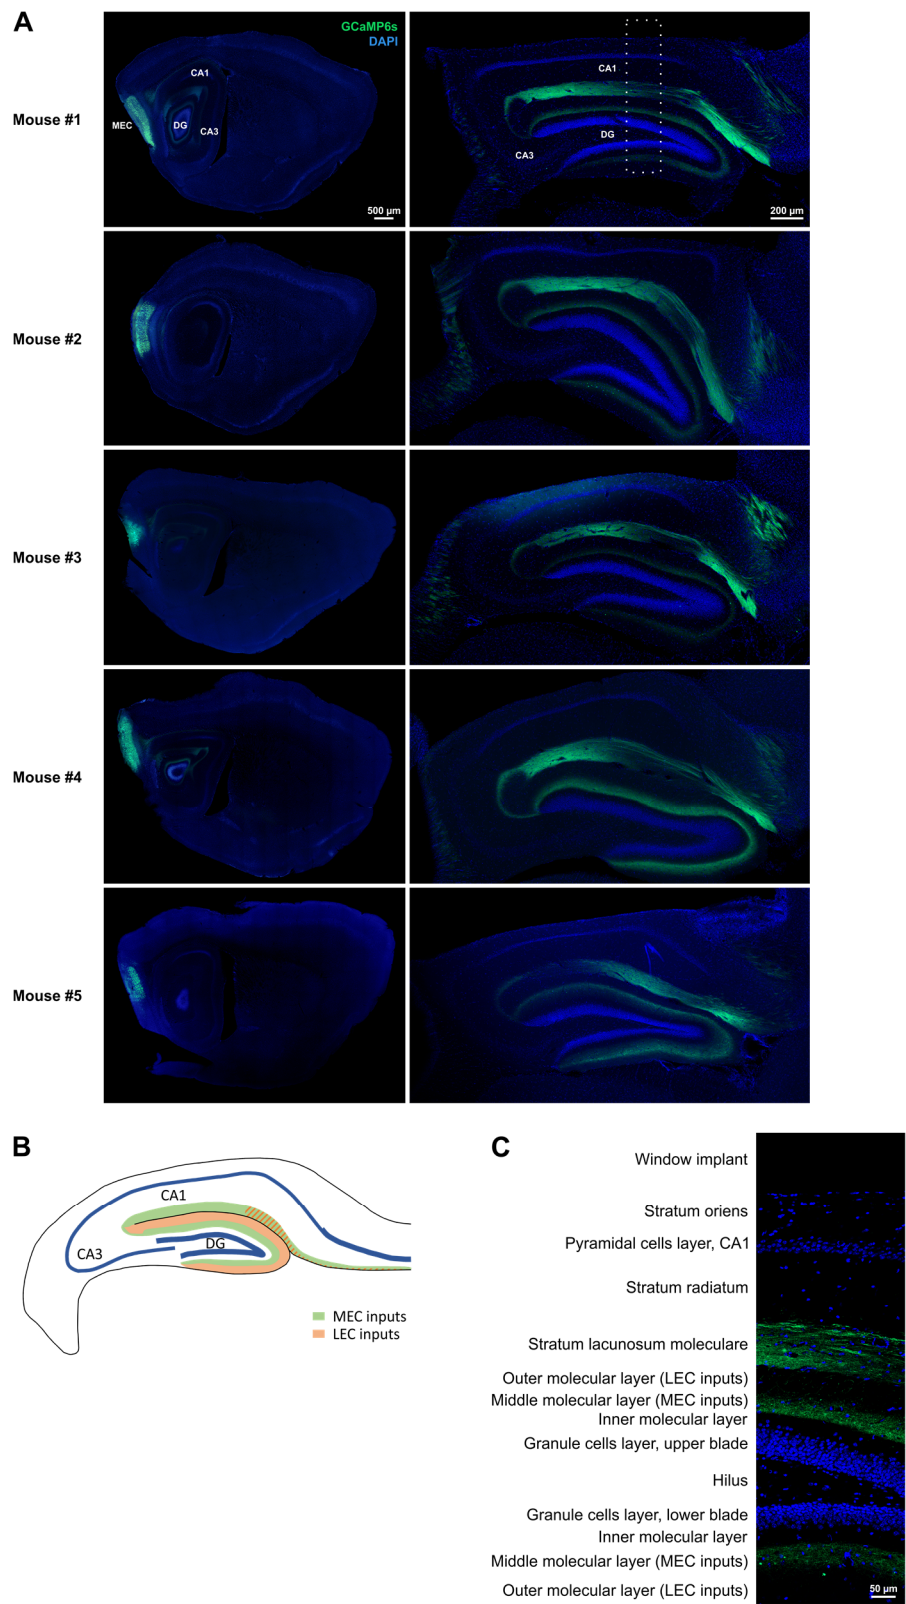 A
GCaMP6s
DAPI
CA1
MEC
DG
CA3
500 µm
CA1
DG
CA3
200 µm
Mouse #1
Mouse #2
Mouse #3
Mouse #4
Mouse #5
B
CA1
CA3
DG
MEC inputs
LEC inputs
C
Window implant
Stratum oriens
Pyramidal cells layer, CA1
Stratum radiatum
Stratum lacunosum moleculare
Outer molecular layer (LEC inputs)
Middle molecular layer (MEC inputs)
Inner molecular layer
Granule cells layer, upper blade
Hilus
Granule cells layer, lower blade
Inner molecular layer
Middle molecular layer (MEC inputs)
Outer molecular layer (LEC inputs)
50 µm